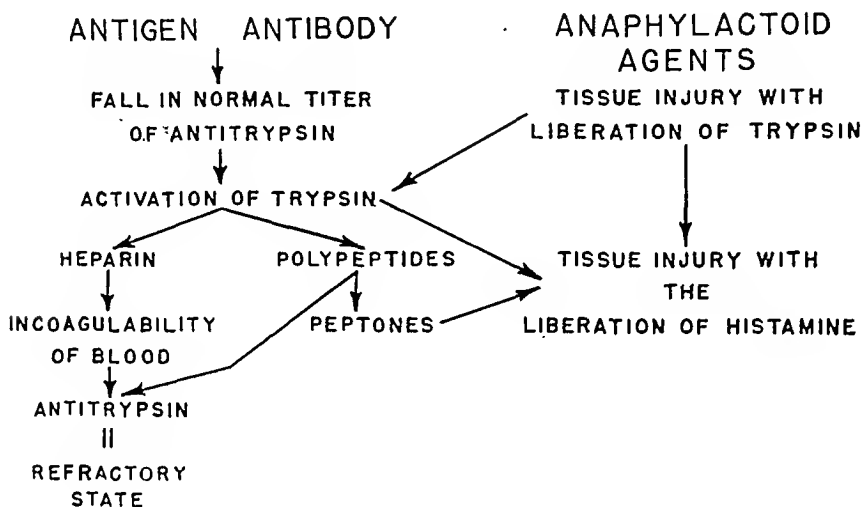 ANTIGEN ANTIBODY
FALL IN NORMAL TITER
OF ANTITRYPSIN
ACTIVATION OF TRYPSIN
HEPARIN
POLYPEPTIDES
INCOAGULABILITY
OF BLOOD
PEPTONES
ANTITRYPSIN
||
REFRACTORY
STATE
ANAPHYLACTOID
AGENTS
TISSUE INJURY WITH
LIBERATION OF TRYPSIN
TISSUE INJURY WITH
THE
LIBERATION OF HISTAMINE